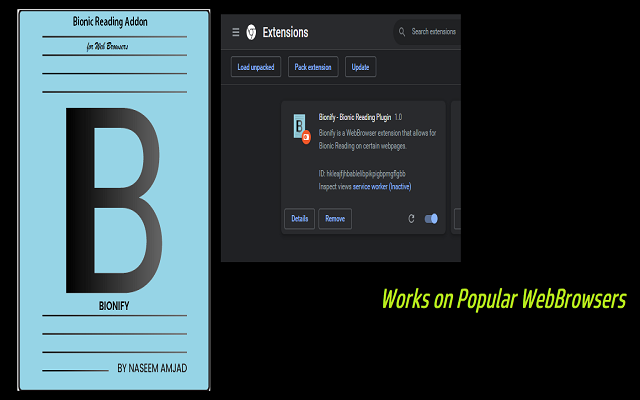 Bionic Reading Addon
for Web Browsers
B
BIONIFY
BY NASEEM AMJAD
Extensions
Search extensions
Load unpacked
Pack extension
Update
B
Bionify - Bionic Reading Plugin 1.0
Bionify is a WebBrowser extension that allows for
Bionic Reading on certain webpages.
Inspect views service worker (Inactive)
Details
Remove
Works on Popular WebBrowsers